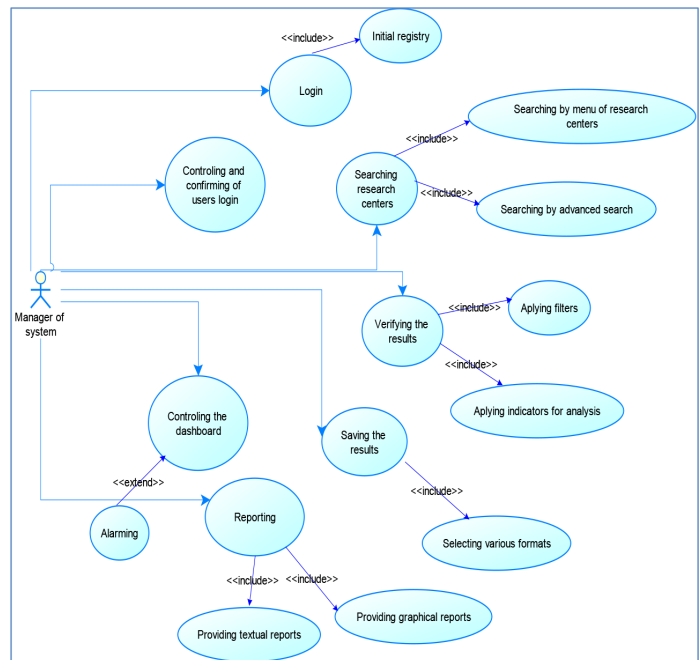 <<include>>
Initial registry
Login
Searching by menu of research
centers
<<include>>
Controling and
confirming of
users login
Searching
research
centers
<<include>>
Searching by advanced search
Manager of
system
<<include>>
Aplying filters
Verifying the
results
<<include>>
Aplying indicators for analysis
Controling the
dashboard
Saving the
results
<<extend>>
<<include>>
Alarming
Reporting
Selecting various formats
<<include>>
<<include>>
Providing graphical reports
Providing textual reports